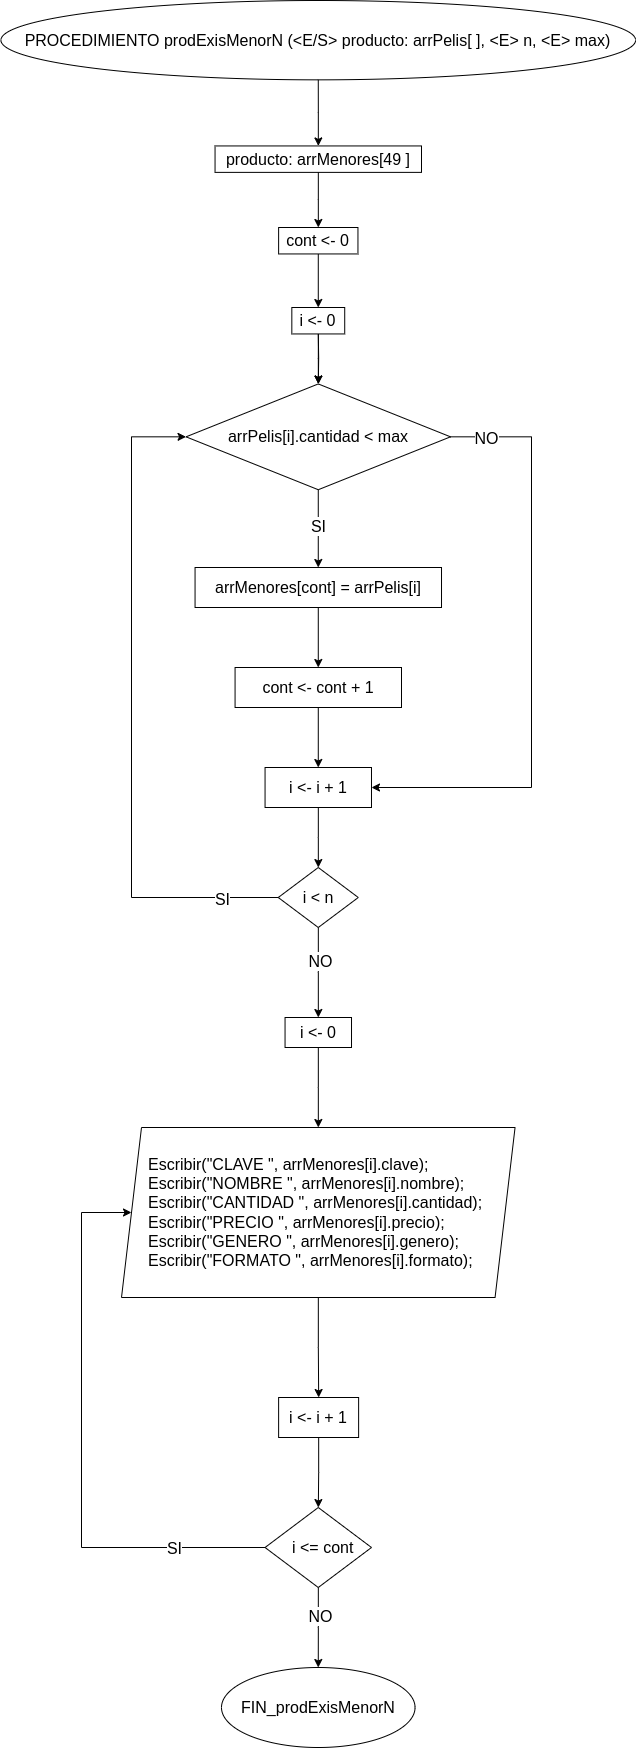 PROCEDIMIENTO prodExisMenorN (<E/S> producto: arrPelis[ ], <E> n, <E> max)
producto: arrMenores[49 ]
cont <- 0
i <- 0
arrPelis[i].cantidad < max
NO
SI
arrMenores[cont] = arrPelis[i]
cont <- cont + 1
i <- i + 1
i < n
SI
NO
i <- 0
Escribir("CLAVE ", arrMenores[i].clave);
Escribir("NOMBRE ", arrMenores[i].nombre);
Escribir("CANTIDAD ", arrMenores[i].cantidad);
Escribir("PRECIO ", arrMenores[i].precio);
Escribir("GENERO ", arrMenores[i].genero);
Escribir("FORMATO ", arrMenores[i].formato);
i <- i + 1
i <= cont
SI
NO
FIN_prodExisMenorN